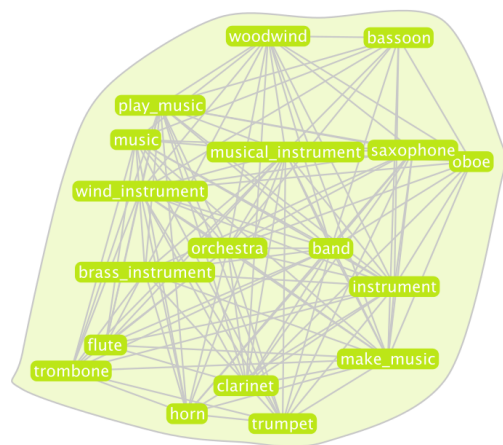 woodwind
bassoon
play_music
music
musical_instrument
saxophone
oboe
wind_instrument
orchestra
band
brass_instrument
instrument
flute
make_music
trombone
clarinet
horn
trumpet